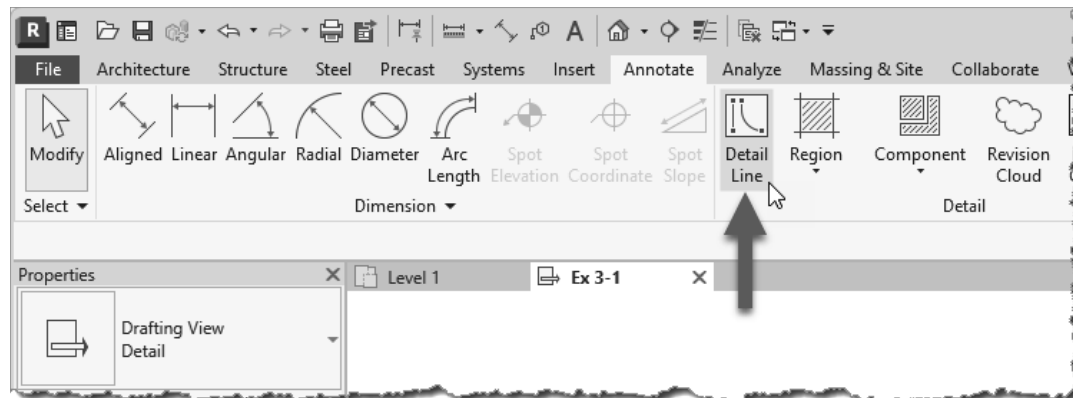 R
A
File Architecture Structure Steel Precast Systems Insert Annotate Analyze Massing & Site Collaborate
Modify Aligned Linear Angular Radial Diameter Arc Length Spot Elevation Spot Coordinate Spot Slope Detail Line Region Component Revision Cloud
Select Dimension Detail
Properties Level 1 Ex 3-1
Drafting View
Detail